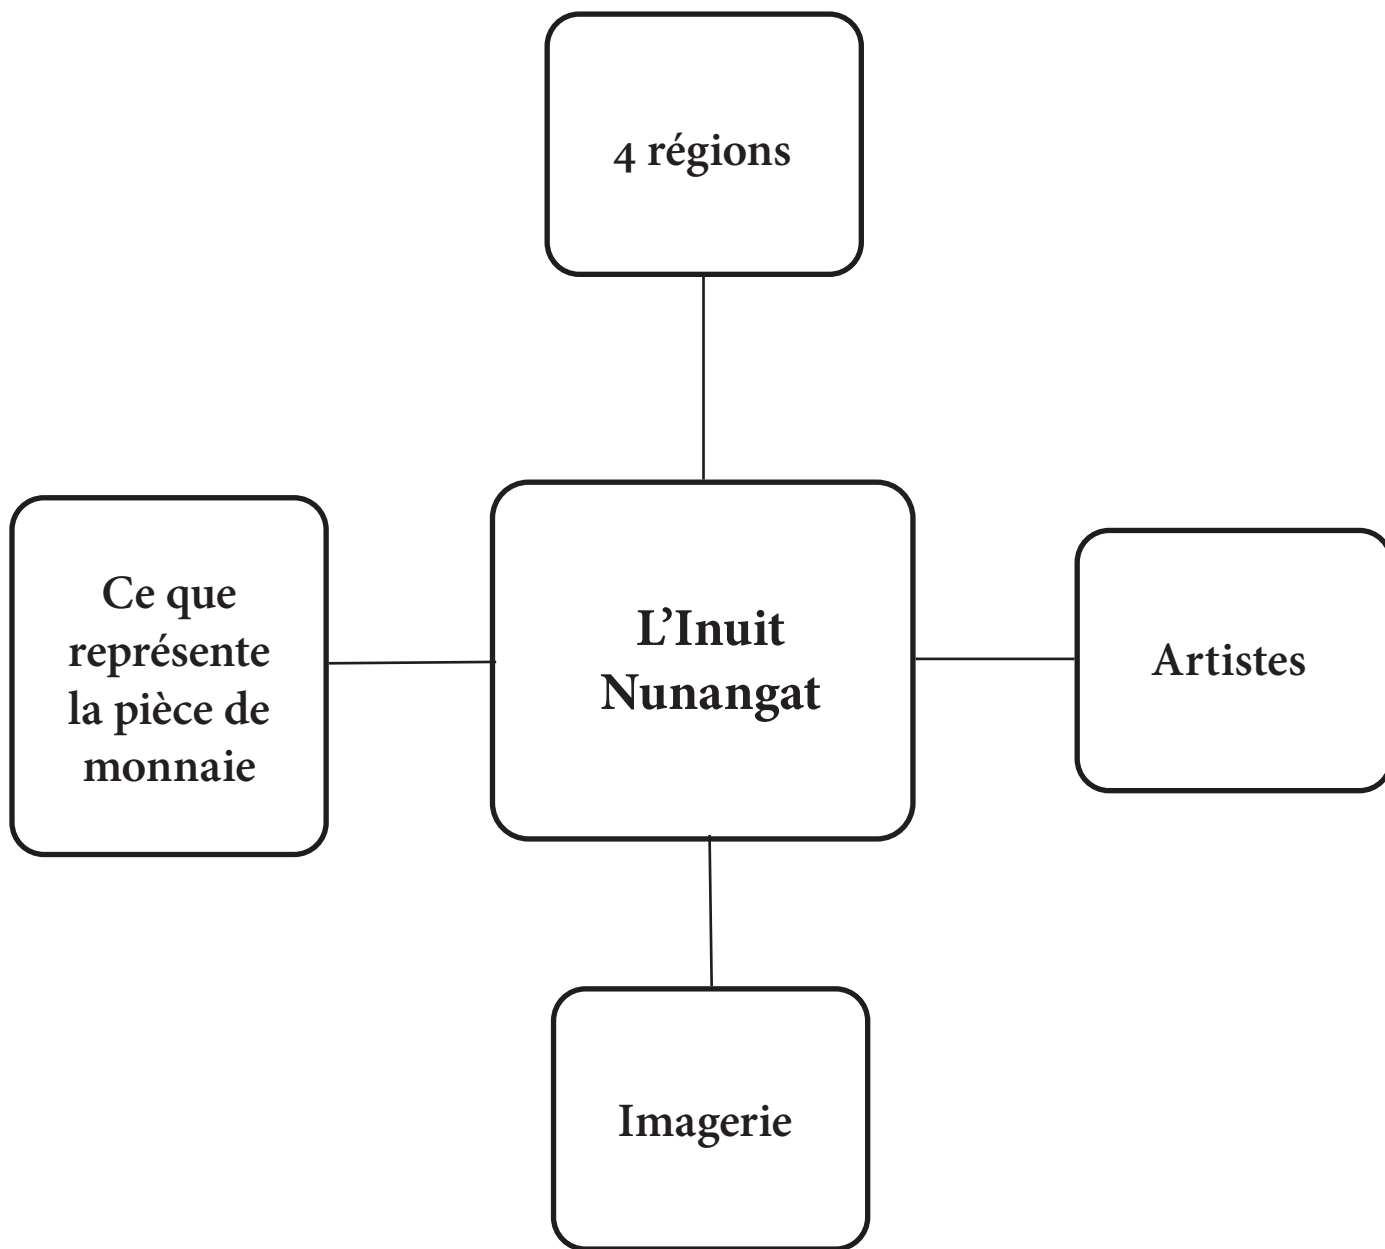 4 régions
Ce que
représente
la pièce de
monnaie
L’Inuit
Nunangat
Artistes
Imagerie